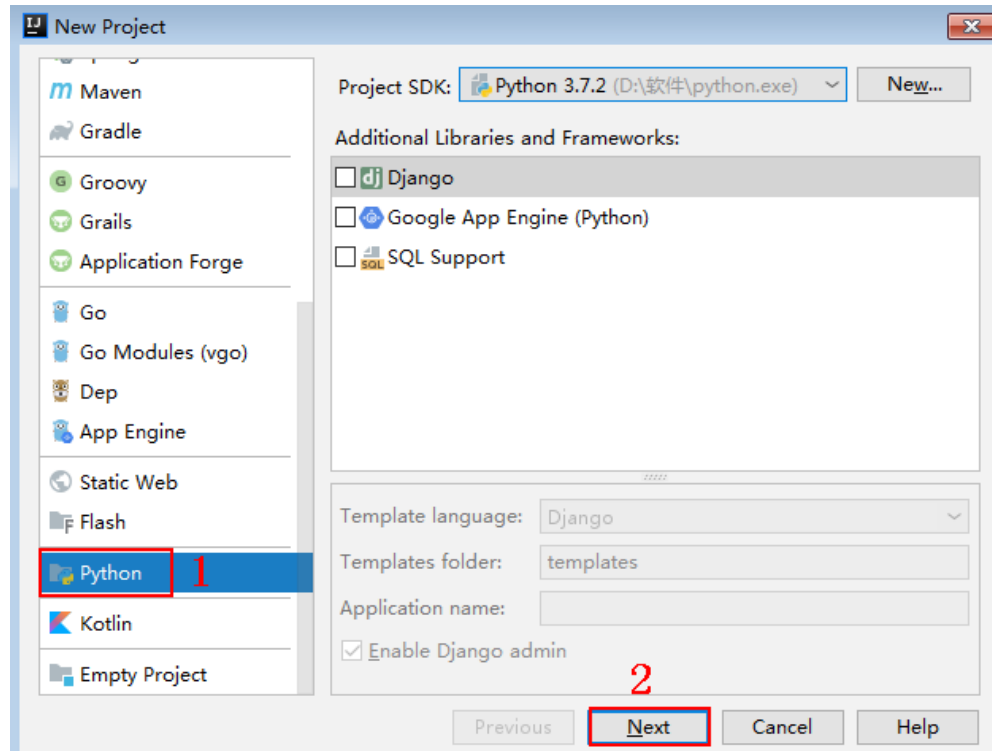 New Project
Maven
Gradle
Groovy
Grails
Application Forge
Go
Go Modules (vgo)
Dep
App Engine
Static Web
Flash
Python 1
Kotlin
Empty Project
Project SDK: Python 3.7.2 (D:\软件\python.exe) New...
Additional Libraries and Frameworks:
Django
Google App Engine (Python)
SQL Support
Template language: Django
Templates folder: templates
Application name:
Enable Django admin
2
Previous Next Cancel Help